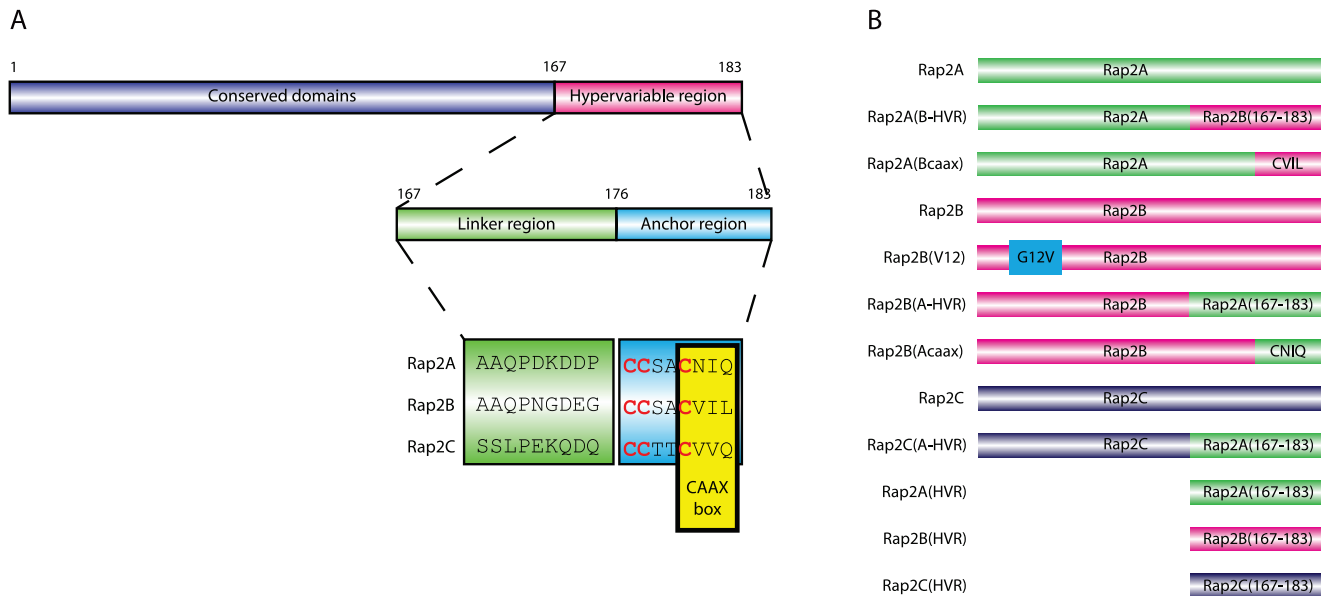 A
1 167 183
Conserved domains Hypervariable region
167 176 183
Linker region Anchor region
Rap2A AAQPDKDDP CCSACNIQ
Rap2B AAQPNGDEG CCSACVIL
Rap2C SSLPEKQDQ CCTTCVVQ
CAAX
box
B
Rap2A Rap2A
Rap2A(B-HVR) Rap2A Rap2B(167-183)
Rap2A(Bcaax) Rap2A CVIL
Rap2B Rap2B
Rap2B(V12) G12V Rap2B
Rap2B(A-HVR) Rap2B Rap2A(167-183)
Rap2B(Acaax) Rap2B CNIQ
Rap2C Rap2C
Rap2C(A-HVR) Rap2C Rap2A(167-183)
Rap2A(HVR) Rap2A(167-183)
Rap2B(HVR) Rap2B(167-183)
Rap2C(HVR) Rap2C(167-183)